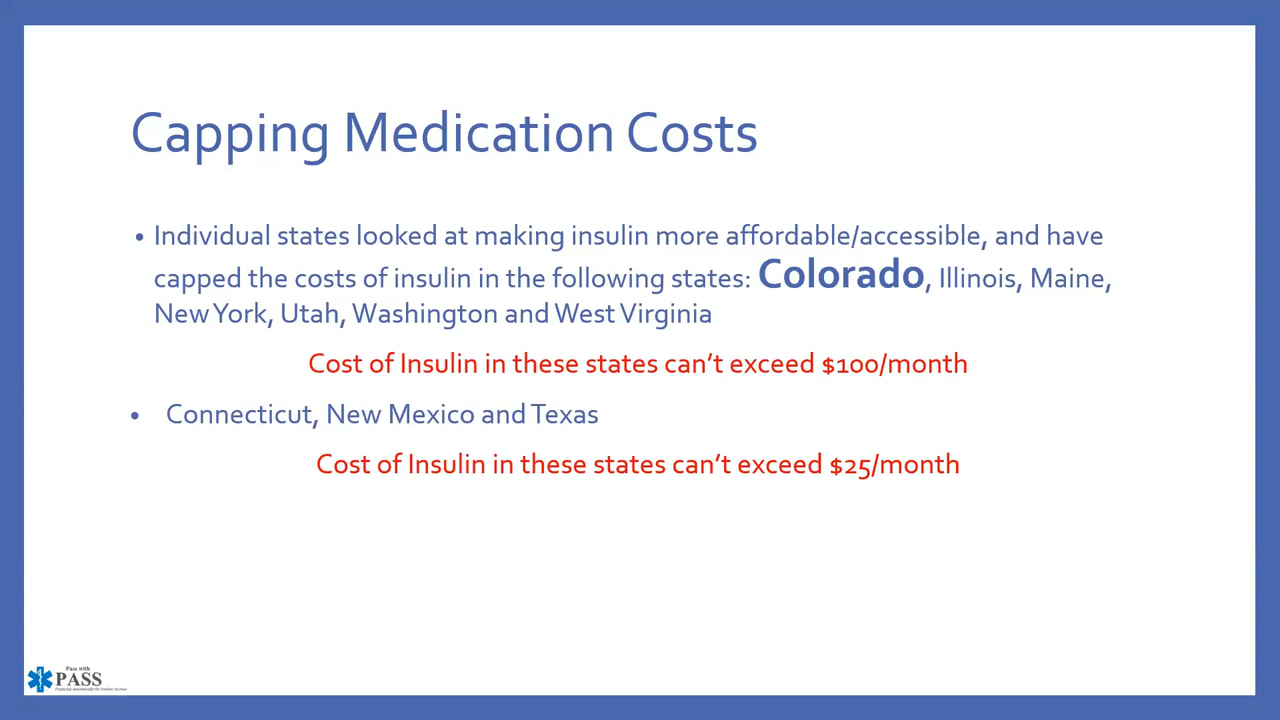 Capping Medication Costs
• Individual states looked at making insulin more affordable/accessible, and have
capped the costs of insulin in the following states: Colorado, Illinois, Maine,
New York, Utah, Washington and West Virginia
Cost of Insulin in these states can’t exceed $100/month
• Connecticut, New Mexico and Texas
Cost of Insulin in these states can’t exceed $25/month
Pass with
PASS